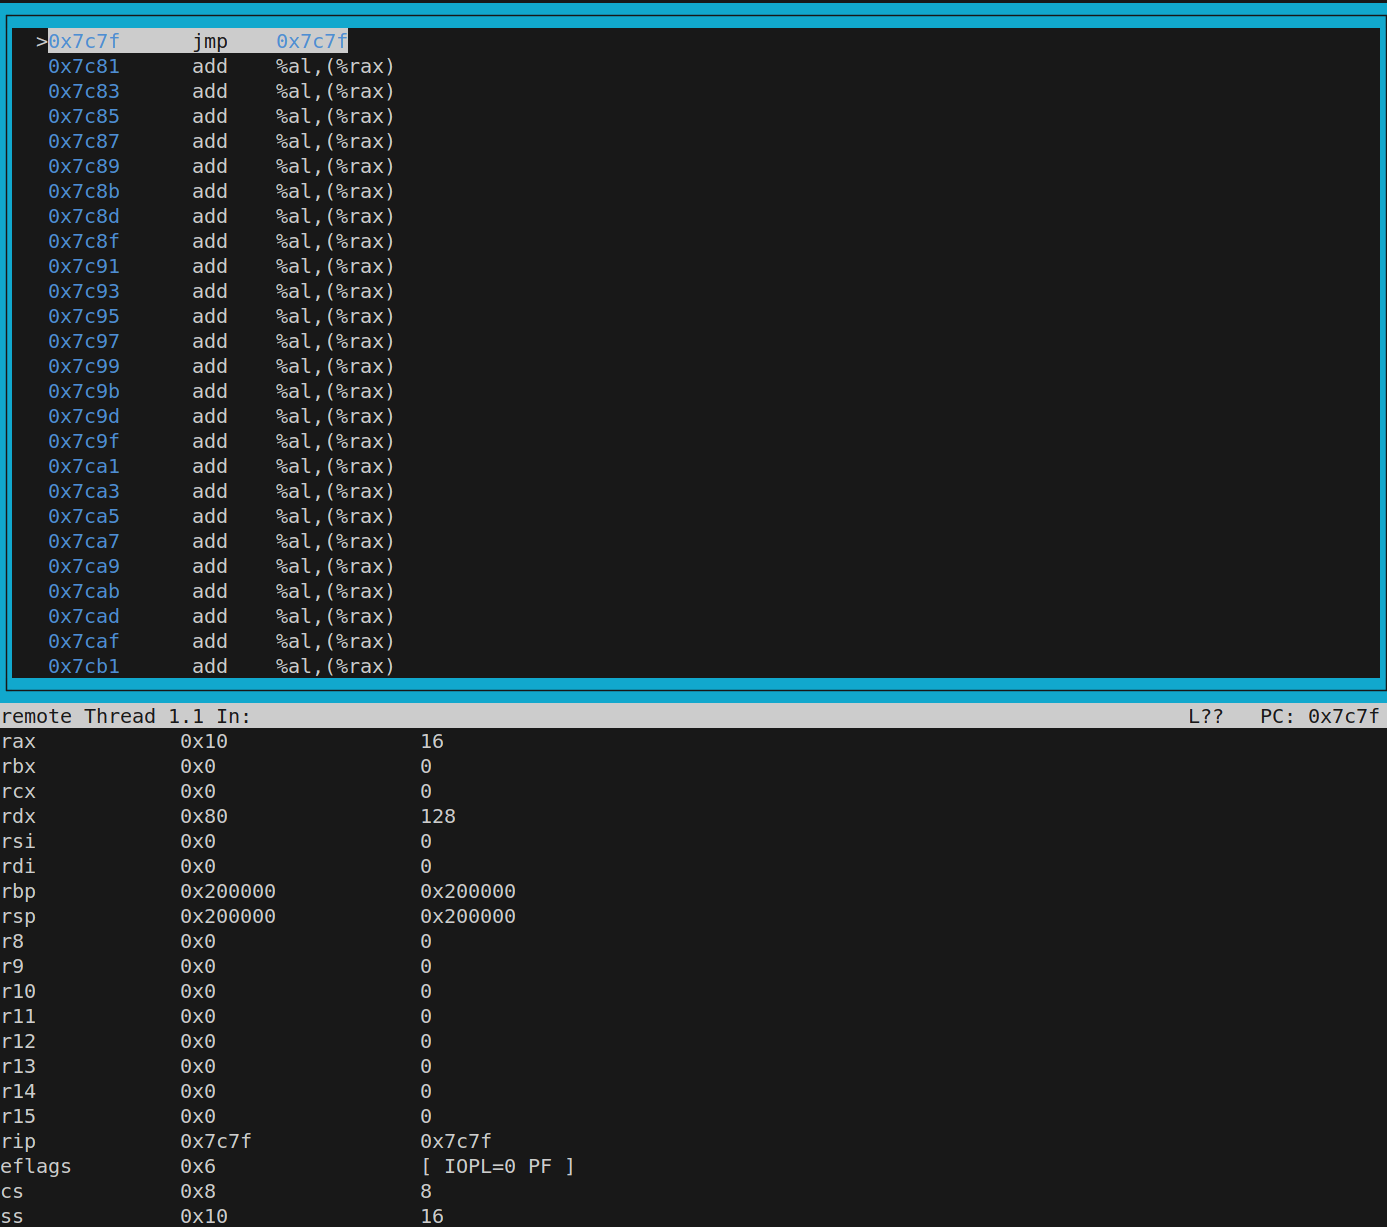 >0x7c7f jmp 0x7c7f
0x7c81 add %al,(%rax)
0x7c83 add %al,(%rax)
0x7c85 add %al,(%rax)
0x7c87 add %al,(%rax)
0x7c89 add %al,(%rax)
0x7c8b add %al,(%rax)
0x7c8d add %al,(%rax)
0x7c8f add %al,(%rax)
0x7c91 add %al,(%rax)
0x7c93 add %al,(%rax)
0x7c95 add %al,(%rax)
0x7c97 add %al,(%rax)
0x7c99 add %al,(%rax)
0x7c9b add %al,(%rax)
0x7c9d add %al,(%rax)
0x7c9f add %al,(%rax)
0x7ca1 add %al,(%rax)
0x7ca3 add %al,(%rax)
0x7ca5 add %al,(%rax)
0x7ca7 add %al,(%rax)
0x7ca9 add %al,(%rax)
0x7cab add %al,(%rax)
0x7cad add %al,(%rax)
0x7caf add %al,(%rax)
0x7cb1 add %al,(%rax)
remote Thread 1.1 In: L?? PC: 0x7c7f
rax 0x10 16
rbx 0x0 0
rcx 0x0 0
rdx 0x80 128
rsi 0x0 0
rdi 0x0 0
rbp 0x200000 0x200000
rsp 0x200000 0x200000
r8 0x0 0
r9 0x0 0
r10 0x0 0
r11 0x0 0
r12 0x0 0
r13 0x0 0
r14 0x0 0
r15 0x0 0
rip 0x7c7f 0x7c7f
eflags 0x6 [ IOPL=0 PF ]
cs 0x8 8
ss 0x10 16